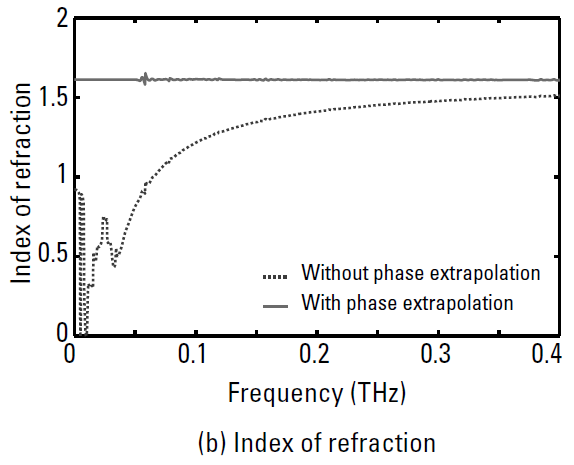 2
1.5
1
0.5
0
Index of refraction
Without phase extrapolation
With phase extrapolation
0 0.1 0.2 0.3 0.4
Frequency (THz)
(b) Index of refraction